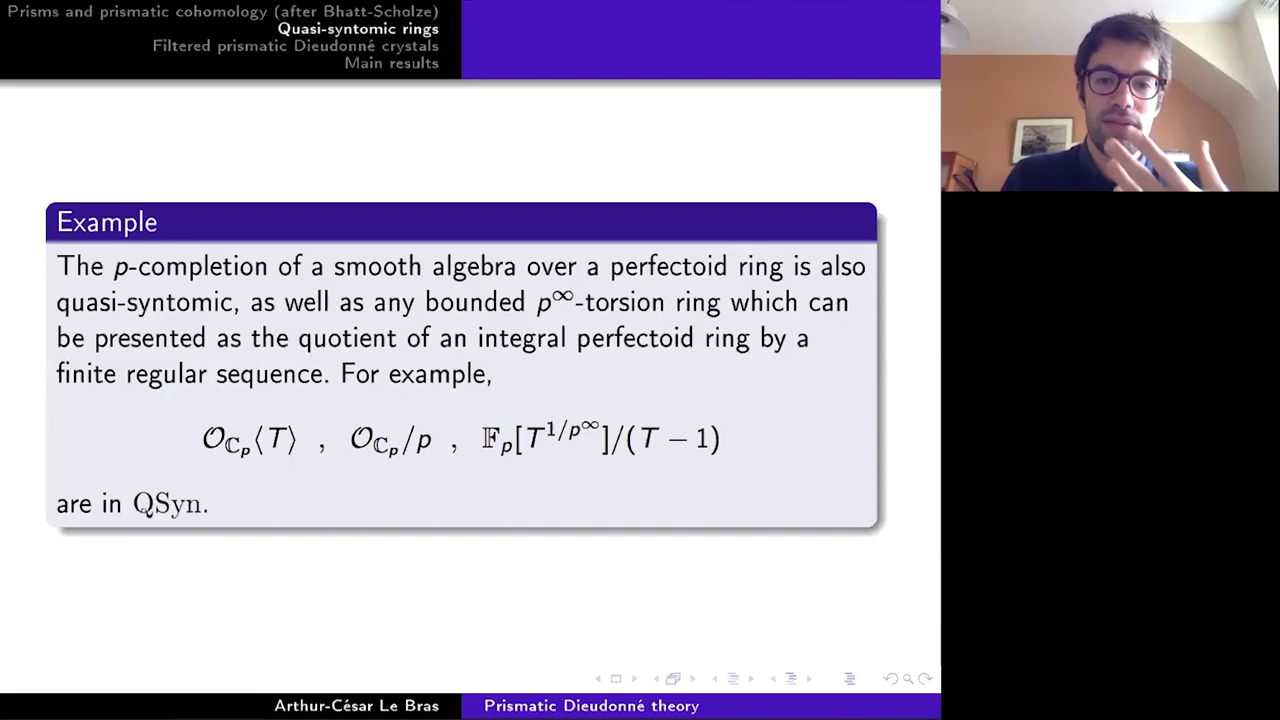 Prisms and prismatic cohomology (after Bhatt-Scholze)
Quasi-syntomic rings
Filtered prismatic Dieudonné crystals
Main results
Example
The p-completion of a smooth algebra over a perfectoid ring is also
quasi-syntomic, as well as any bounded p^∞-torsion ring which can
be presented as the quotient of an integral perfectoid ring by a
finite regular sequence. For example,
𝒪_{ℂ_p}⟨T⟩ , 𝒪_{ℂ_p}/p , 𝔽_p[T^{1/p^∞}]/(T − 1)
are in QSyn.
Arthur-César Le Bras
Prismatic Dieudonné theory